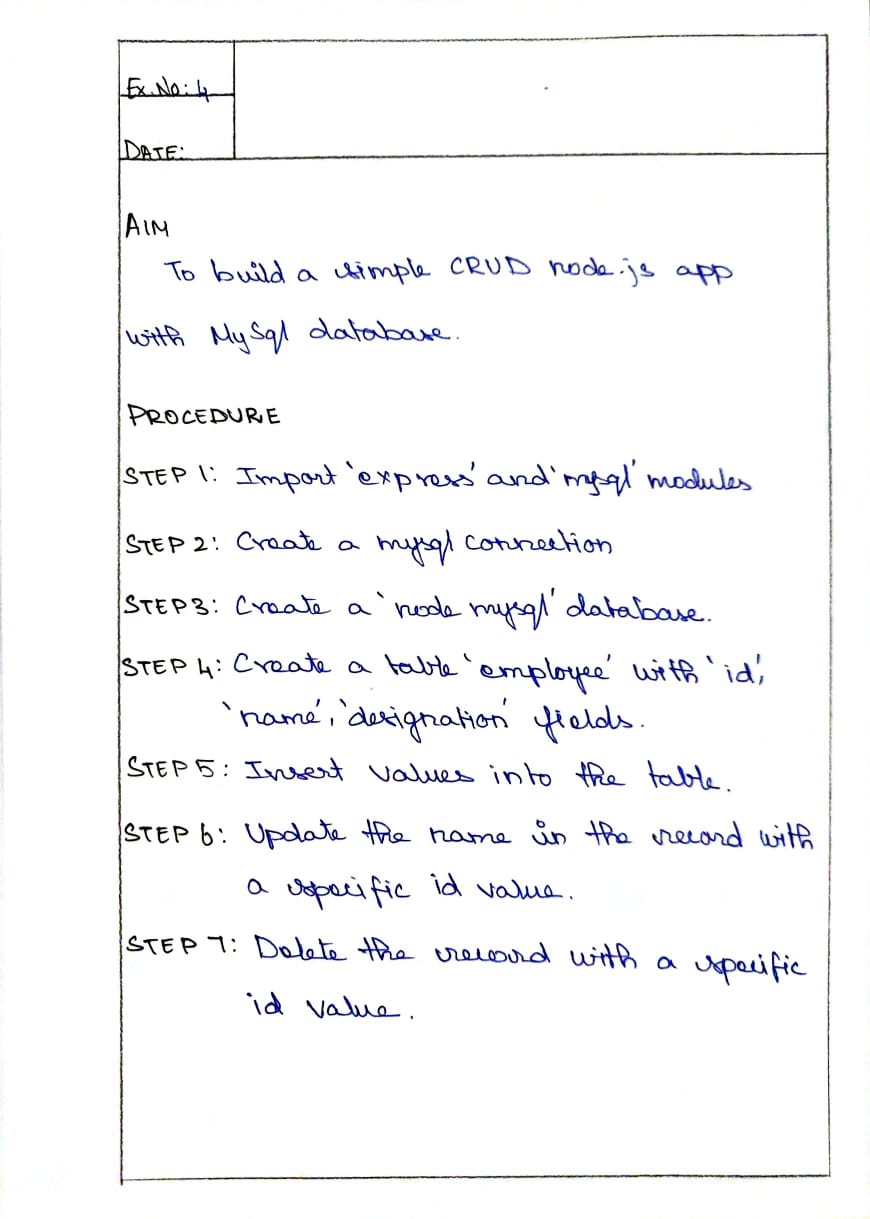 Ex.No: 4
DATE:
AIM
To build a simple CRUD node.js app
with MySql database.
PROCEDURE
STEP 1: Import 'express' and 'mysql' modules
STEP 2: Create a mysql connection
STEP 3: Create a 'node mysql' database.
STEP 4: Create a table 'employee' with 'id',
'name', 'designation' fields.
STEP 5: Insert values into the table.
STEP 6: Update the name in the record with
a specific id value.
STEP 7: Delete the record with a specific
id value.